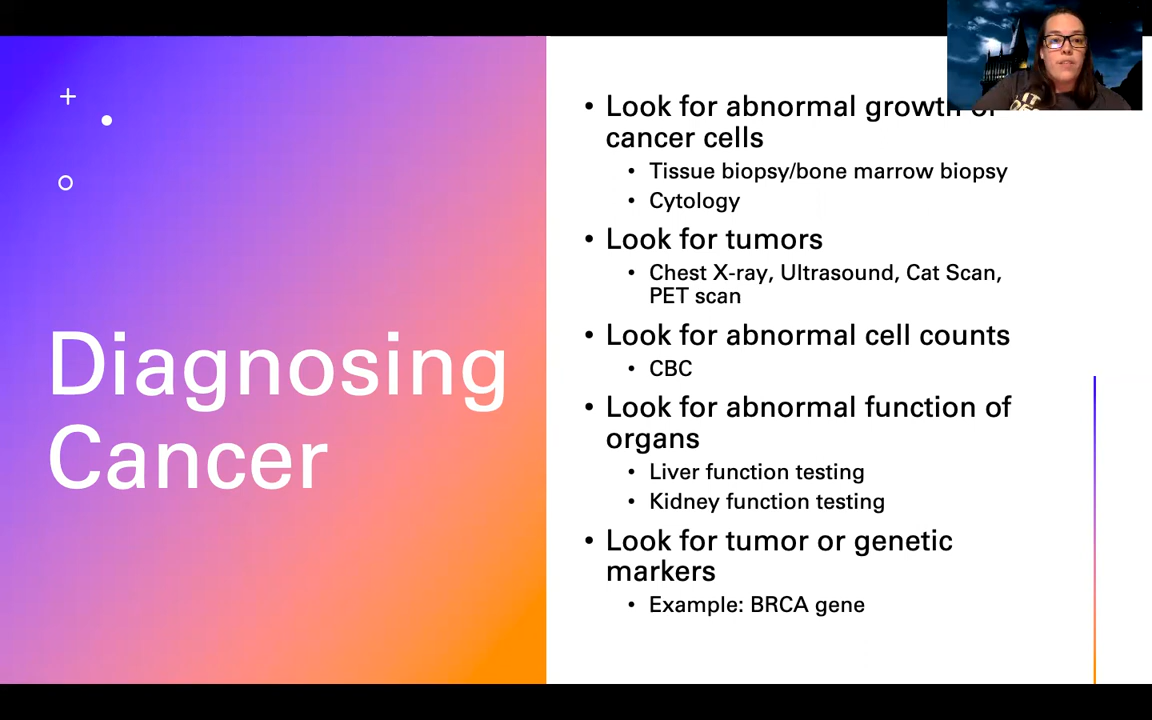 Diagnosing
Cancer
• Look for abnormal growth of
cancer cells
• Tissue biopsy/bone marrow biopsy
• Cytology
• Look for tumors
• Chest X-ray, Ultrasound, Cat Scan,
PET scan
• Look for abnormal cell counts
• CBC
• Look for abnormal function of
organs
• Liver function testing
• Kidney function testing
• Look for tumor or genetic
markers
• Example: BRCA gene